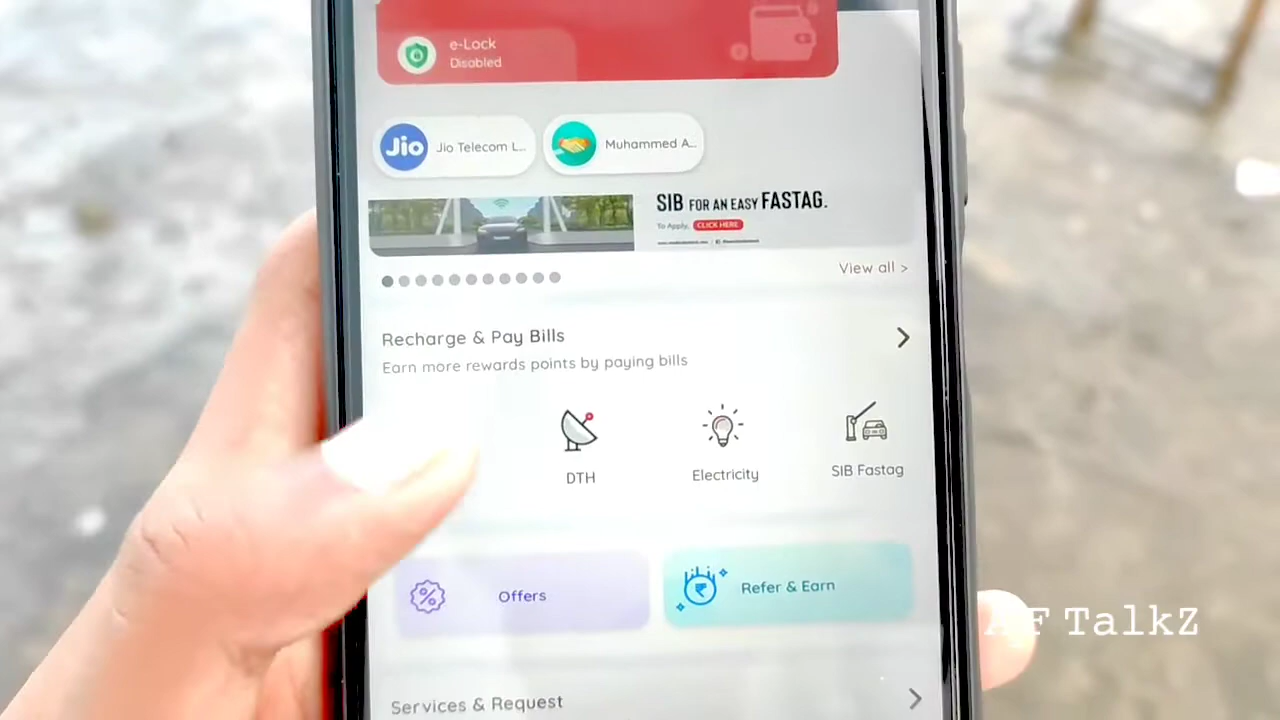 e-Lock
Disabled
Jio
Jio Telecom L...
Muhammed A...
SIB FOR AN EASY FASTAG.
To Apply, CLICK HERE
View all >
Recharge & Pay Bills
Earn more rewards points by paying bills
DTH
Electricity
SIB Fastag
Offers
Refer & Earn
A F TalkZ
Services & Request